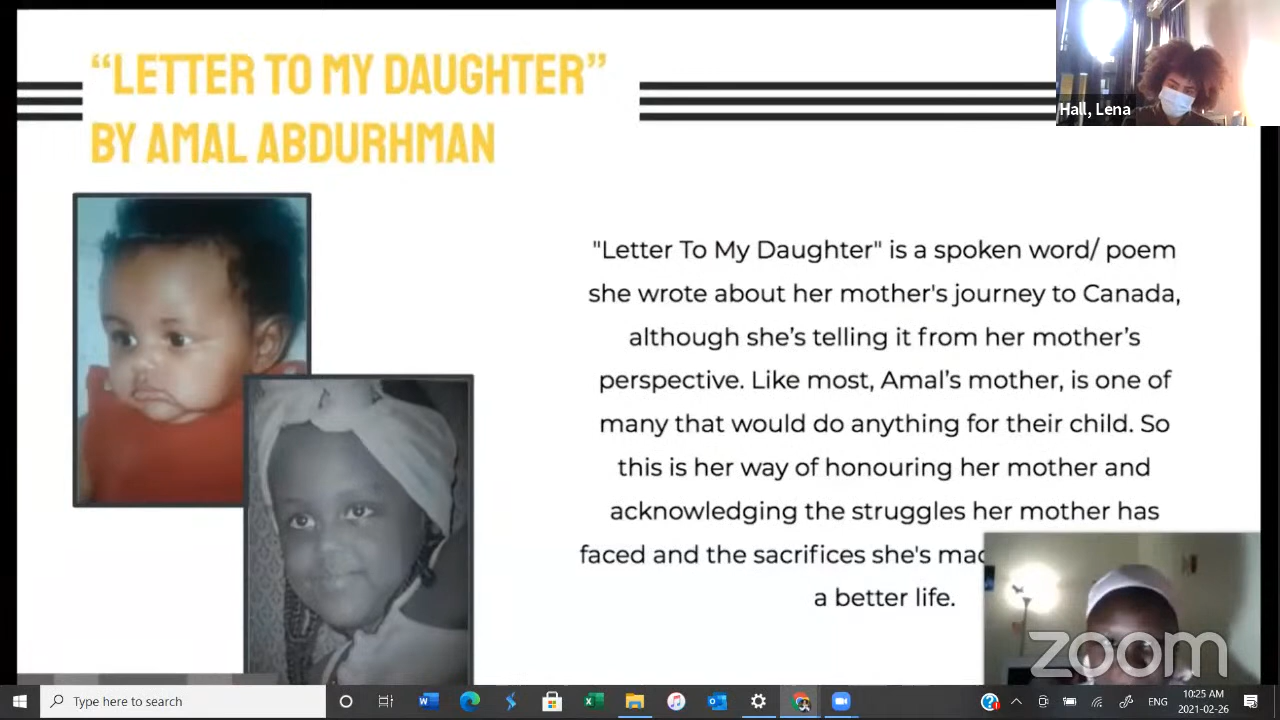 “LETTER TO MY DAUGHTER”
BY AMAL ABDURHMAN
Hall, Lena
"Letter To My Daughter" is a spoken word/ poem
she wrote about her mother's journey to Canada,
although she’s telling it from her mother’s
perspective. Like most, Amal’s mother, is one of
many that would do anything for their child. So
this is her way of honouring her mother and
acknowledging the struggles her mother has
faced and the sacrifices she's
a better life.
zoom
Type here to search
ENG
10:25 AM
2021-02-26